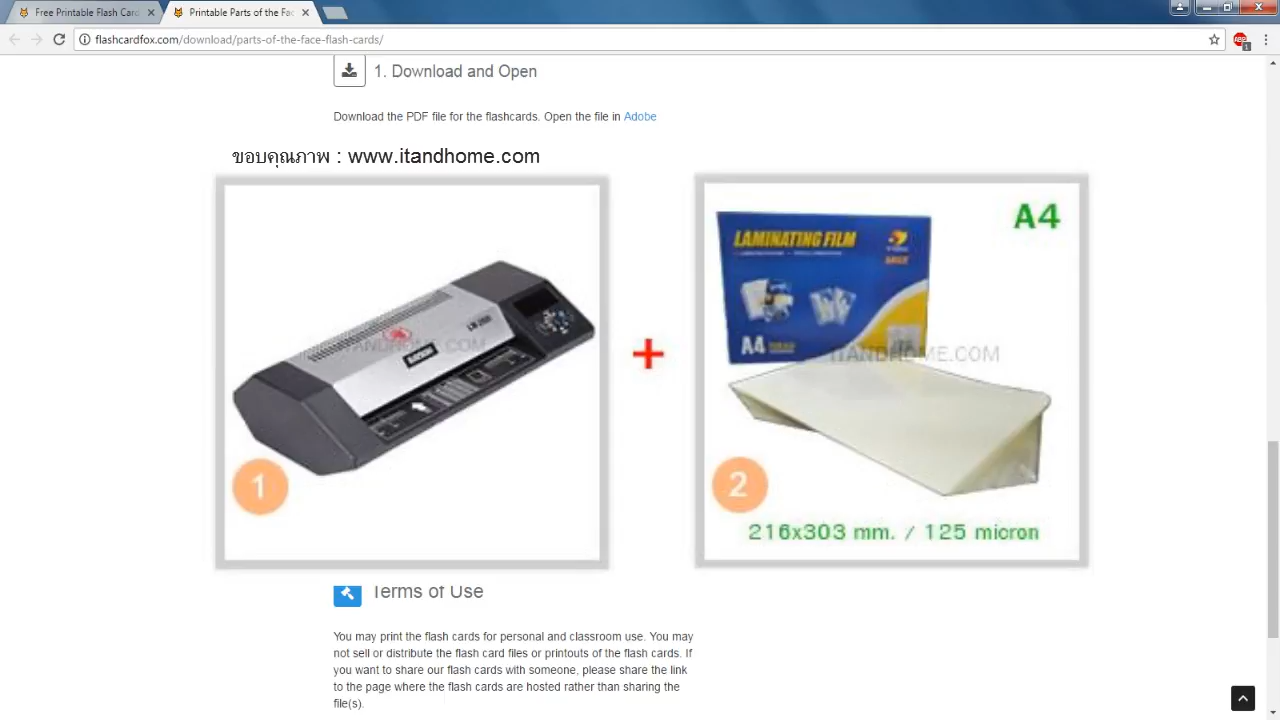 Free Printable Flash Card
Printable Parts of the Fac
flashcardfox.com/download/parts-of-the-face-flash-cards/
1. Download and Open
Download the PDF file for the flashcards. Open the file in Adobe
ขอบคุณภาพ : www.itandhome.com
ITANDHOME.COM
1
+
A4
LAMINATING FILM
A4
ITANDHOME.COM
2
216x303 mm. / 125 micron
Terms of Use
You may print the flash cards for personal and classroom use. You may
not sell or distribute the flash card files or printouts of the flash cards. If
you want to share our flash cards with someone, please share the link
to the page where the flash cards are hosted rather than sharing the
file(s).